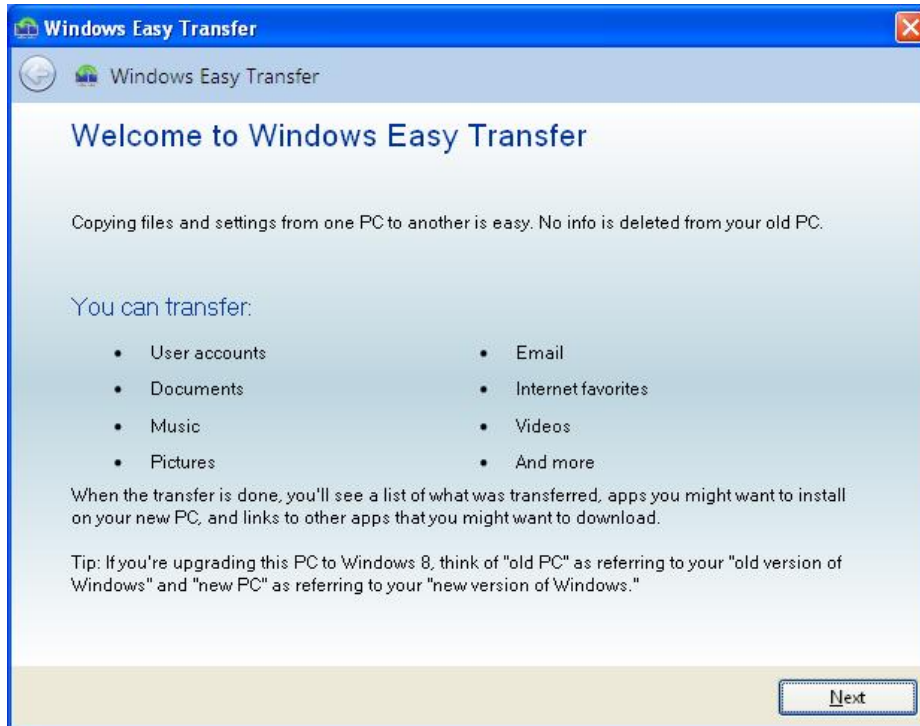 Windows Easy Transfer
Windows Easy Transfer
Welcome to Windows Easy Transfer
Copying files and settings from one PC to another is easy. No info is deleted from your old PC.
You can transfer:
• User accounts
• Email
• Documents
• Internet favorites
• Music
• Videos
• Pictures
• And more
When the transfer is done, you'll see a list of what was transferred, apps you might want to install
on your new PC, and links to other apps that you might want to download.
Tip: If you're upgrading this PC to Windows 8, think of "old PC" as referring to your "old version of
Windows" and "new PC" as referring to your "new version of Windows."
Next